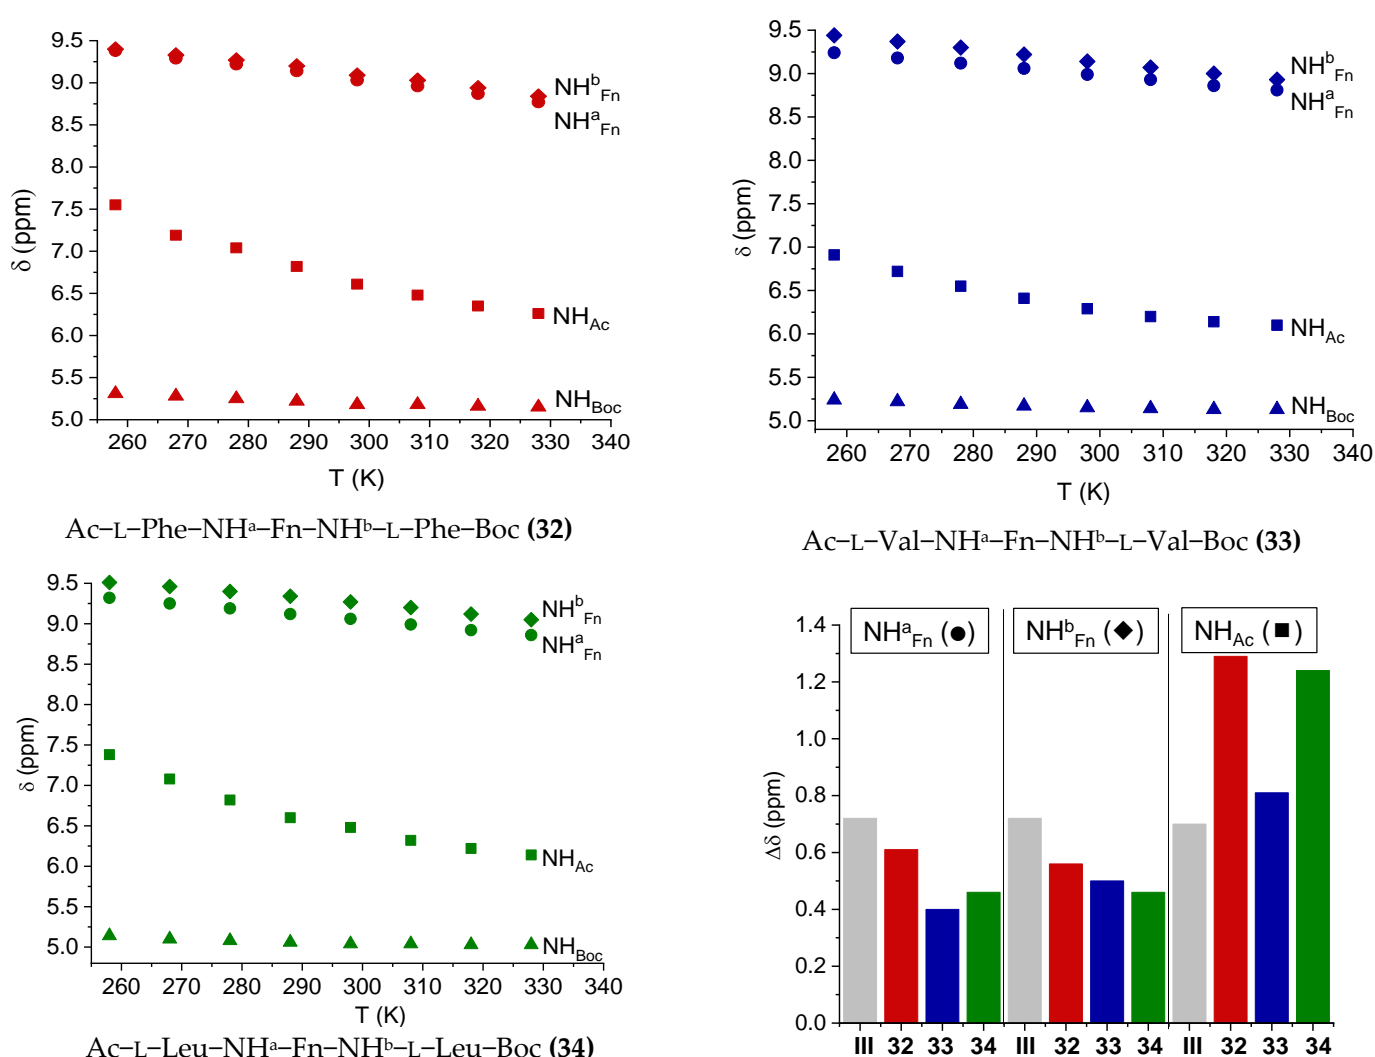 9.5
9.0
8.5
8.0
7.5
7.0
6.5
6.0
5.5
5.0
δ (ppm)
NHᵇFn
NHᵃFn
NHAc
NHBoc
260 270 280 290 300 310 320 330 340
T (K)
Ac–L–Phe–NHᵃ–Fn–NHᵇ–L–Phe–Boc (32)
9.5
9.0
8.5
8.0
7.5
7.0
6.5
6.0
5.5
5.0
δ (ppm)
NHᵇFn
NHᵃFn
NHAc
NHBoc
260 270 280 290 300 310 320 330 340
T (K)
Ac–L–Val–NHᵃ–Fn–NHᵇ–L–Val–Boc (33)
9.5
9.0
8.5
8.0
7.5
7.0
6.5
6.0
5.5
5.0
δ (ppm)
NHᵇFn
NHᵃFn
NHAc
NHBoc
260 270 280 290 300 310 320 330 340
T (K)
Ac–L–Leu–NHᵃ–Fn–NHᵇ–L–Leu–Boc (34)
1.4
1.2
1.0
0.8
0.6
0.4
0.2
0.0
Δδ (ppm)
NHᵃFn (●) NHᵇFn (◆) NHAc (■)
III 32 33 34 III 32 33 34 III 32 33 34